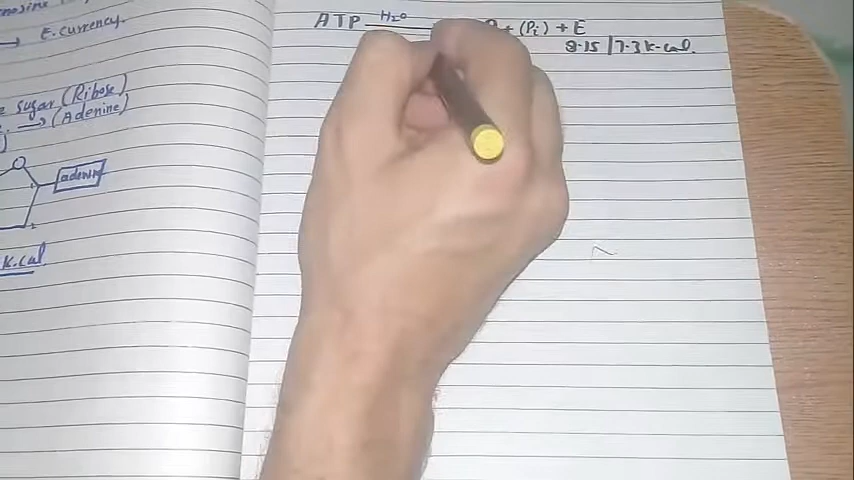 → E. currency.
sugar (Ribose)
→ (Adenine)
adenine
K.cal
ATP H₂O P + (Pi) + E
8.15 | 7.3 k-cal.